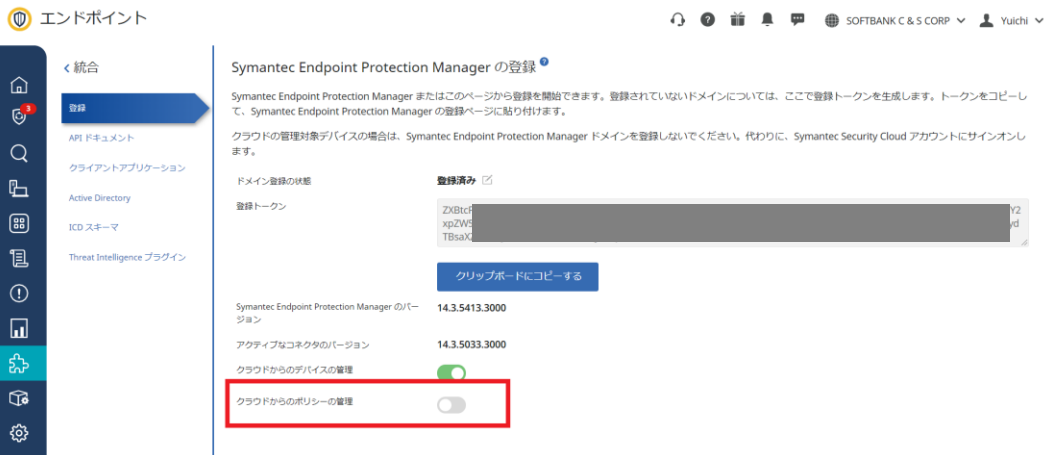 エンドポイント
SOFTBANK C & S CORP
Yuichi
3
統合
登録
API ドキュメント
クライアントアプリケーション
Active Directory
ICD スキーマ
Threat Intelligence プラグイン
Symantec Endpoint Protection Manager の登録
Symantec Endpoint Protection Manager またはこのページから登録を開始できます。登録されていないドメインについては、ここで登録トークンを生成します。トークンをコピーし
て、Symantec Endpoint Protection Manager の登録ページに貼り付けます。
クラウドの管理対象デバイスの場合は、Symantec Endpoint Protection Manager ドメインを登録しないでください。代わりに、Symantec Security Cloud アカウントにサインオンし
ます。
ドメイン登録の状態
登録済み
登録トークン
クリップボードにコピーする
Symantec Endpoint Protection Manager のバー
ジョン
14.3.5413.3000
アクティブなコネクタのバージョン
14.3.5033.3000
クラウドからのデバイスの管理
クラウドからのポリシーの管理